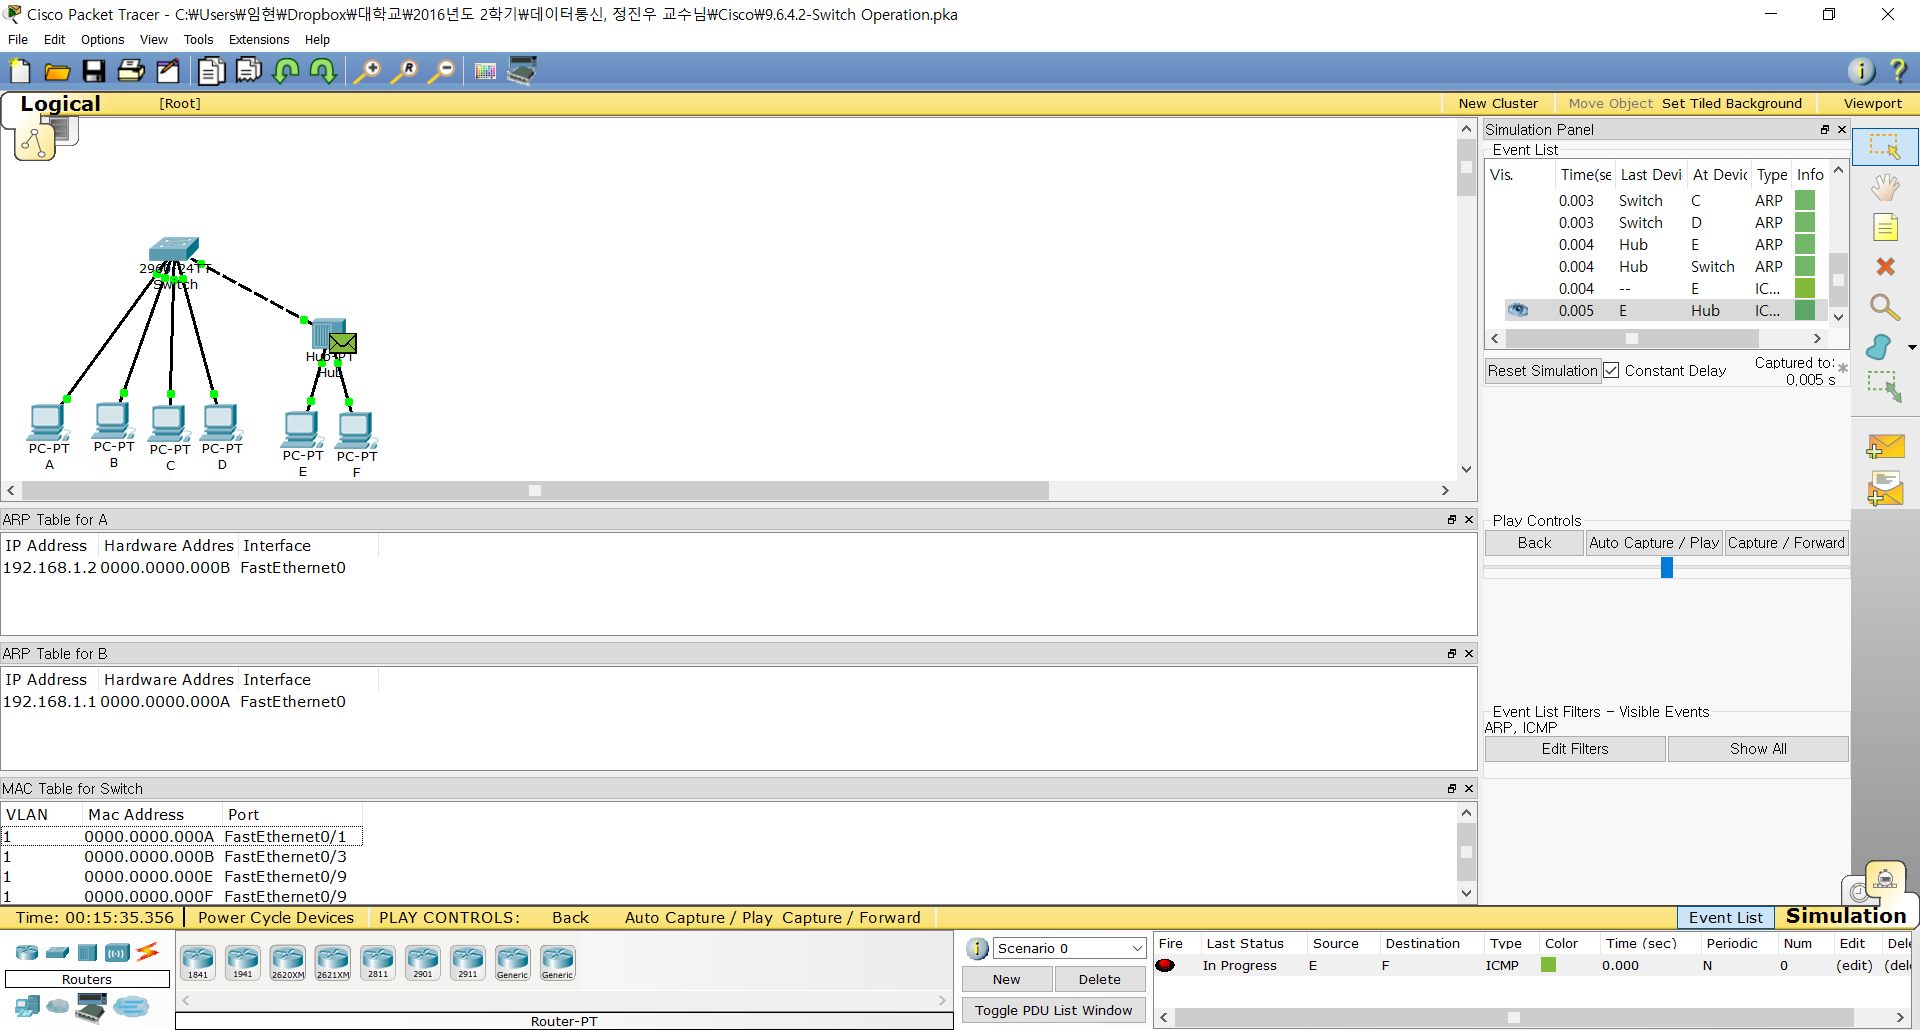 Cisco Packet Tracer - C:₩Users₩임현₩Dropbox₩대학교₩2016년도 2학기₩데이터통신, 정진우 교수님₩Cisco₩9.6.4.2-Switch Operation.pka
File Edit Options View Tools Extensions Help
Logical [Root] New Cluster Move Object Set Tiled Background Viewport
2960-24TT
Switch
Hub-PT
Hub
PC-PT
A
PC-PT
B
PC-PT
C
PC-PT
D
PC-PT
E
PC-PT
F
Simulation Panel
Event List
Vis. Time(se Last Devi At Devic Type Info
0.003 Switch C ARP
0.003 Switch D ARP
0.004 Hub E ARP
0.004 Hub Switch ARP
0.004 -- E IC...
0.005 E Hub IC...
Reset Simulation Constant Delay Captured to: *
0.005 s
Play Controls
Back Auto Capture / Play Capture / Forward
Event List Filters - Visible Events
ARP, ICMP
Edit Filters Show All
ARP Table for A
IP Address Hardware Addres Interface
192.168.1.2 0000.0000.000B FastEthernet0
ARP Table for B
IP Address Hardware Addres Interface
192.168.1.1 0000.0000.000A FastEthernet0
MAC Table for Switch
VLAN Mac Address Port
1 0000.0000.000A FastEthernet0/1
1 0000.0000.000B FastEthernet0/3
1 0000.0000.000E FastEthernet0/9
1 0000.0000.000F FastEthernet0/9
Time: 00:15:35.356 Power Cycle Devices PLAY CONTROLS: Back Auto Capture / Play Capture / Forward Event List Simulation
Routers
1841 1941 2620XM 2621XM 2811 2901 2911 Generic Generic
Router-PT
Scenario 0
New Delete
Toggle PDU List Window
Fire Last Status Source Destination Type Color Time (sec) Periodic Num Edit Dele
In Progress E F ICMP 0.000 N 0 (edit) (del